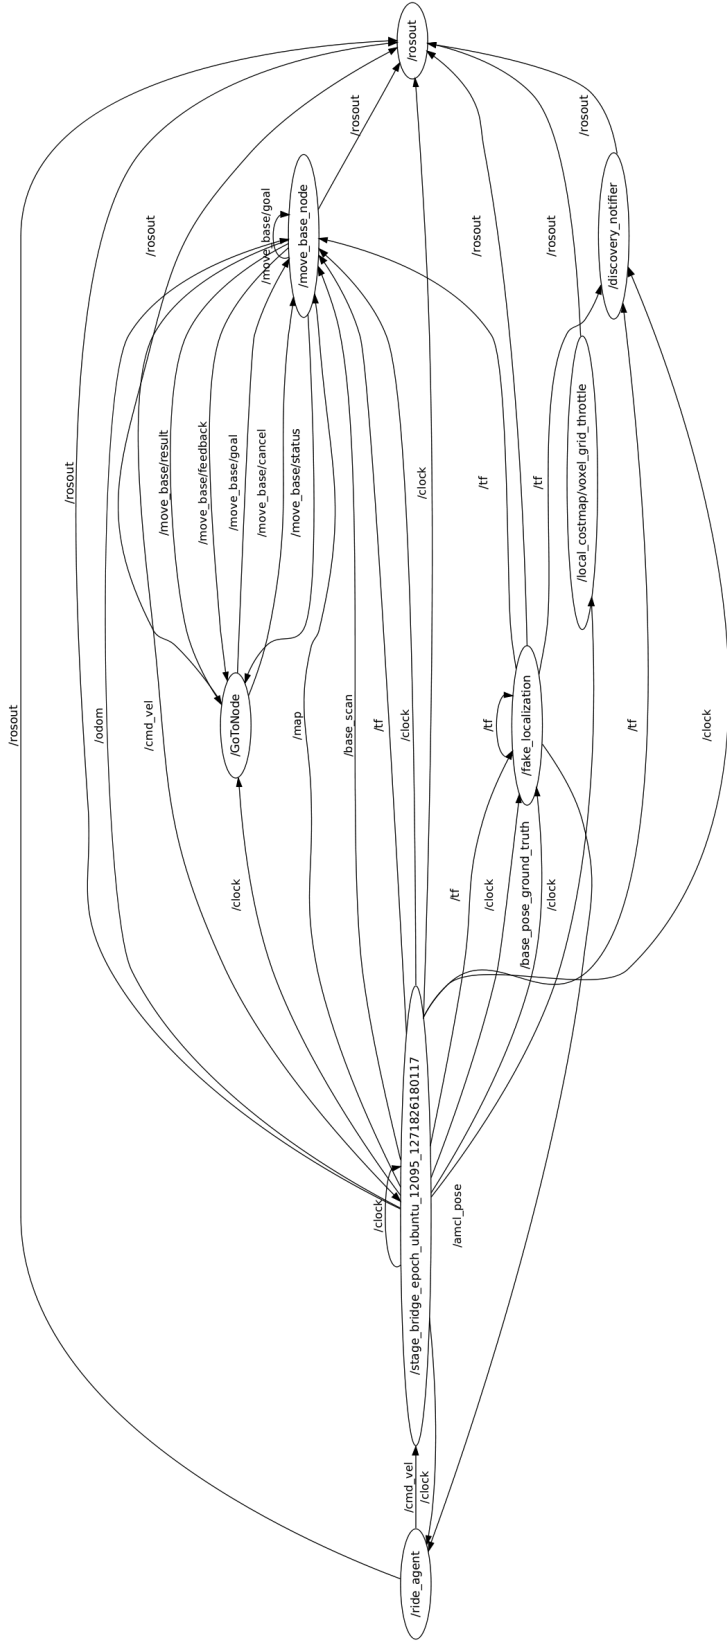 /rosout
/rosout
/rosout
/move_base/goal
/move_base_node
/rosout
/rosout
/rosout
/discovery_notifier
/rosout
/move_base/result
/move_base/feedback
/move_base/goal
/move_base/cancel
/move_base/status
/clock
/tf
/tf
/local_costmap/voxel_grid_throttle
/rosout
/odom
/cmd_vel
/GoToNode
/map
/base_scan
/tf
/clock
/tf
/fake_localization
/tf
/clock
/rosout
/clock
/tf
/clock
/base_pose_ground_truth
/clock
/clock
/stage_bridge_epoch_ubuntu_12095_1271826180117
/amcl_pose
/cmd_vel
/clock
/ride_agent